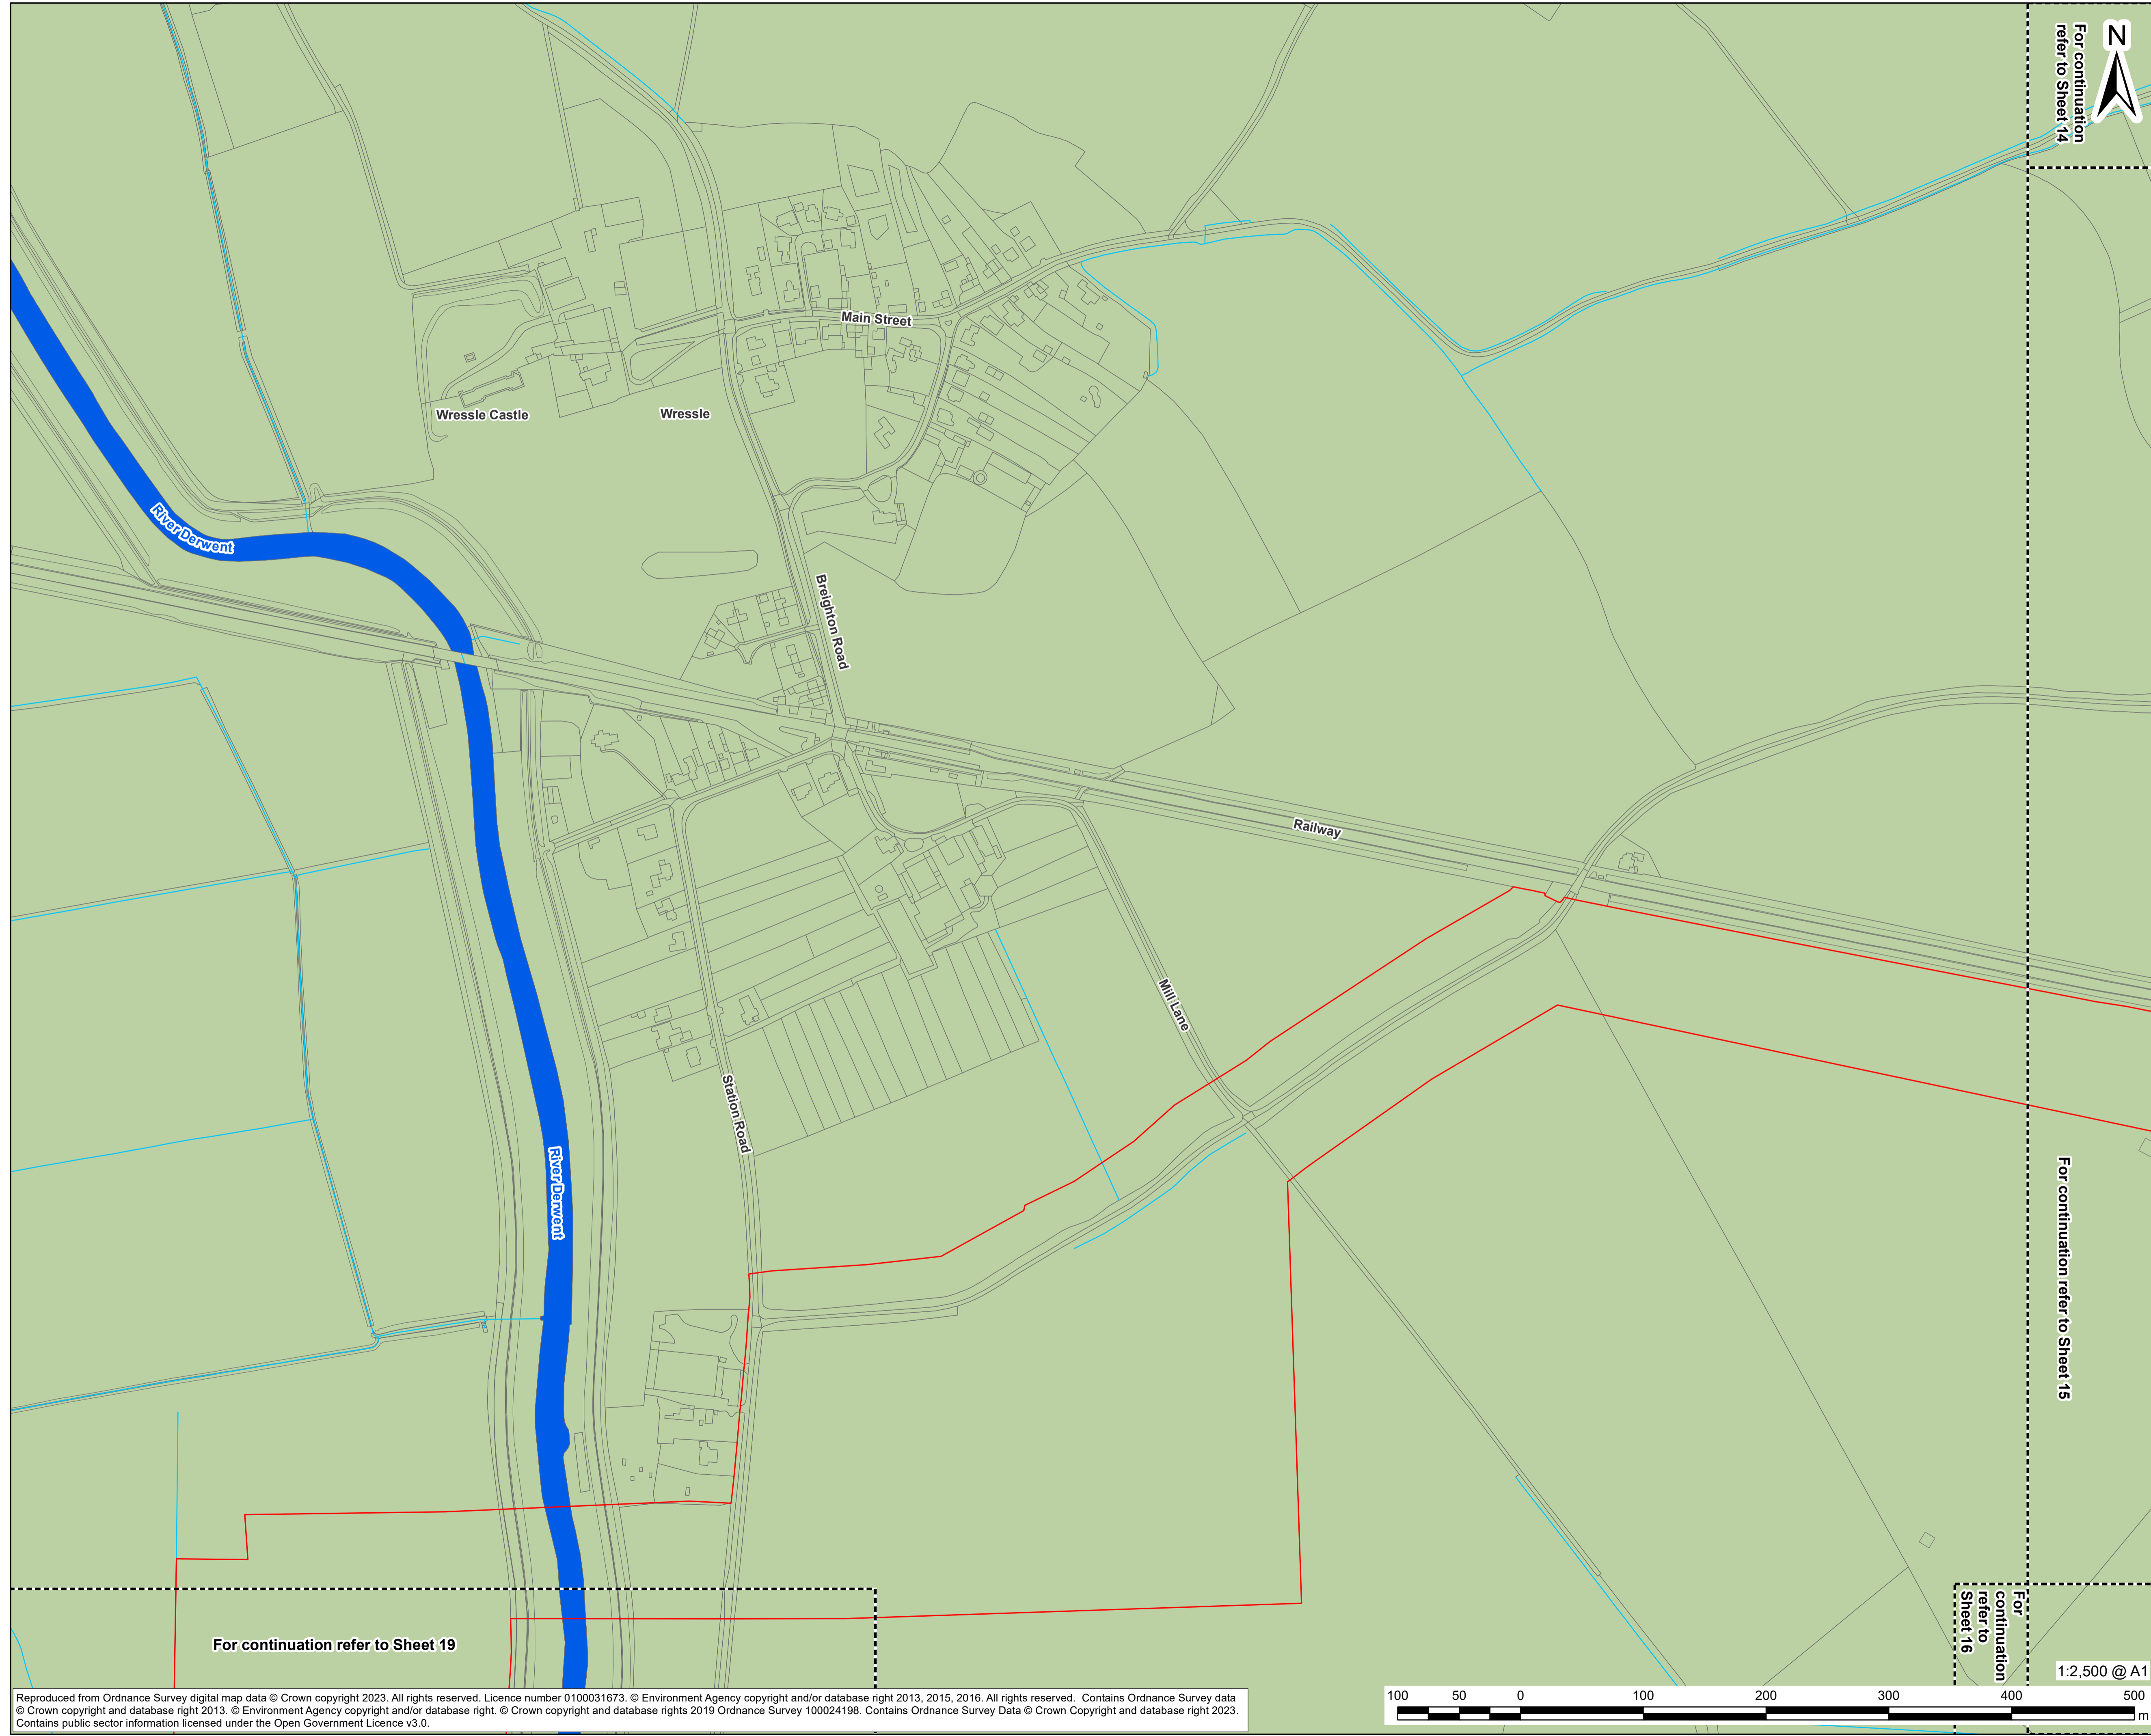 For continuation
refer to Sheet 14
N
Main Street
Wressle Castle
Wressle
River Derwent
Breighton Road
Railway
Mill Lane
Station Road
River Derwent
For continuation refer to Sheet 15
For
continuation
refer to
Sheet 16
For continuation refer to Sheet 19
1:2,500 @ A1
100 50 0 100 200 300 400 500
m
Reproduced from Ordnance Survey digital map data © Crown copyright 2023. All rights reserved. Licence number 0100031673. © Environment Agency copyright and/or database right 2013, 2015, 2016. All rights reserved. Contains Ordnance Survey data
© Crown copyright and database right 2013. © Environment Agency copyright and/or database right. © Crown copyright and database rights 2019 Ordnance Survey 100024198. Contains Ordnance Survey Data © Crown Copyright and database right 2023.
Contains public sector information licensed under the Open Government Licence v3.0.